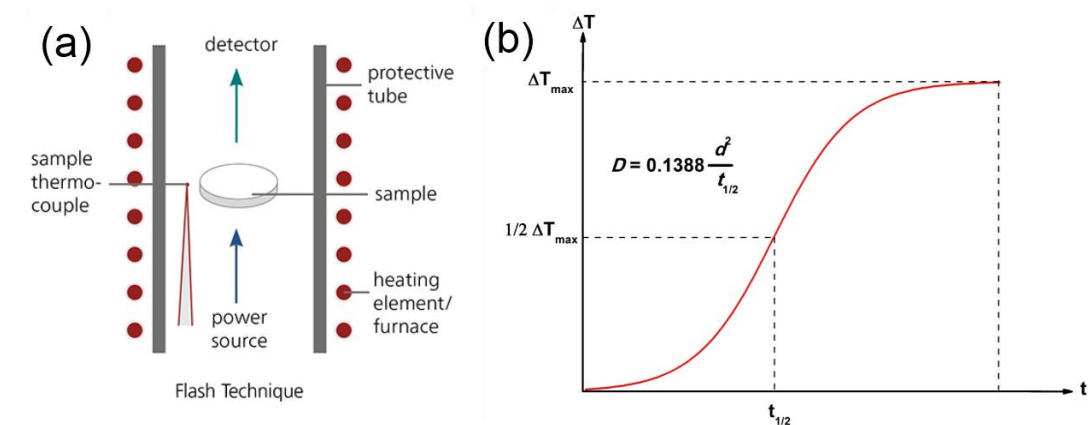 (a)
detector
protective
tube
sample
thermo-
couple
sample
heating
element/
furnace
power
source
Flash Technique
(b)
ΔT
ΔTmax
D = 0.1388 d²/t1/2
1/2 ΔTmax
t1/2
t